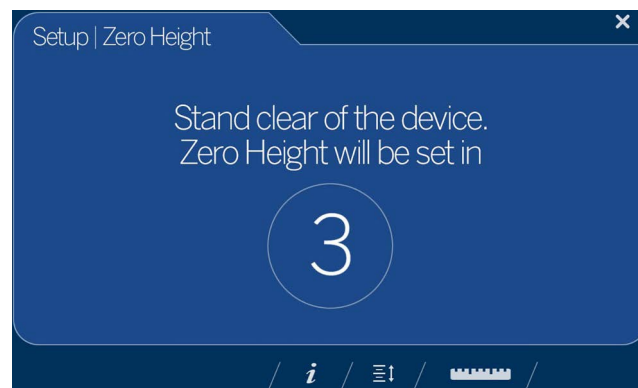 Setup | Zero Height
Stand clear of the device.
Zero Height will be set in
3
i